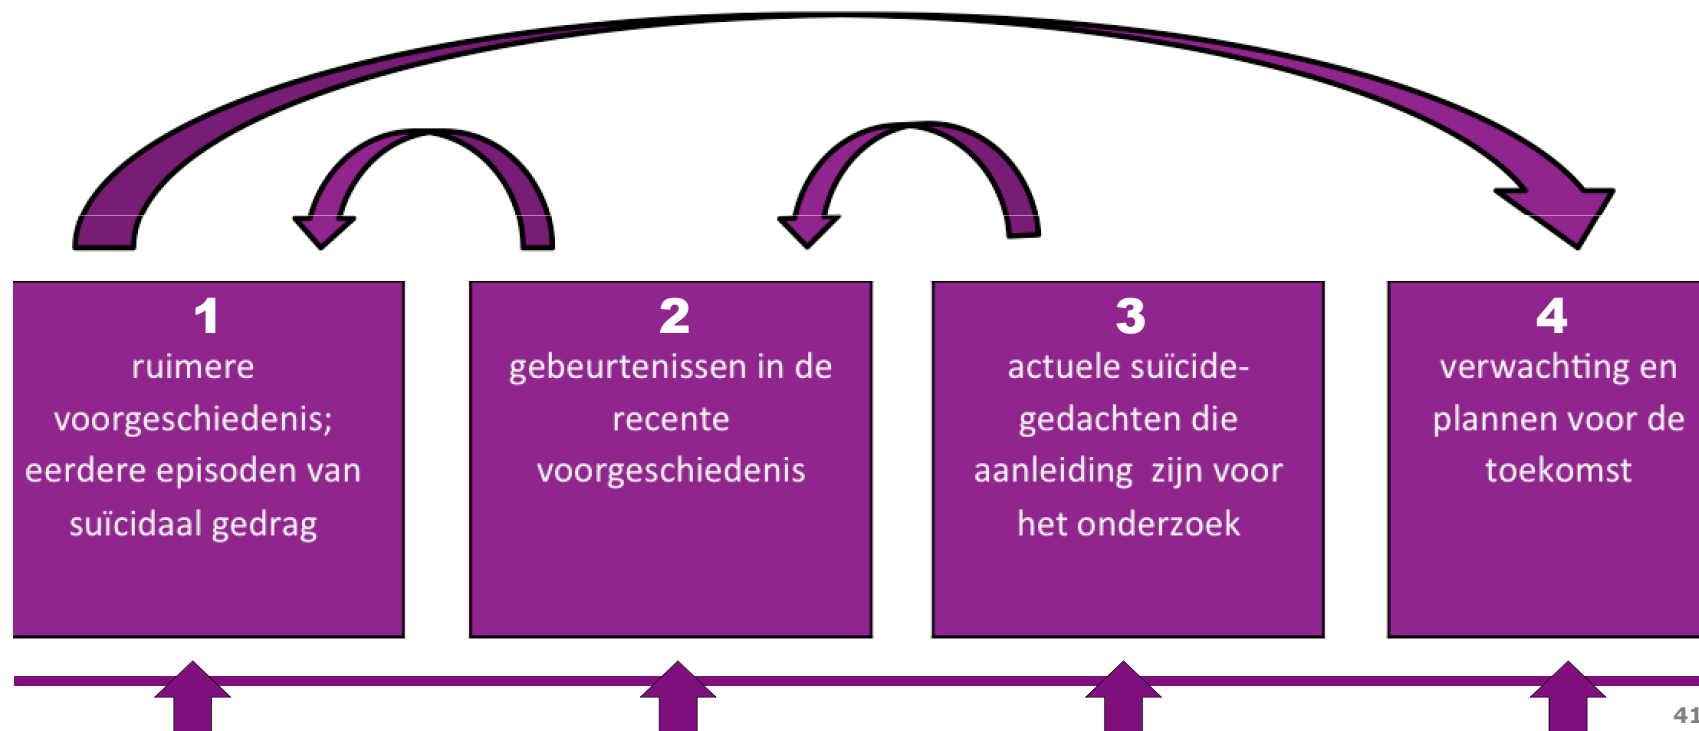 1
ruimere
voorgeschiedenis;
eerdere episoden van
suïcidaal gedrag
2
gebeurtenissen in de
recente
voorgeschiedenis
3
actuele suïcide-
gedachten die
aanleiding  zijn voor
het onderzoek
4
verwachting en
plannen voor de
toekomst
41